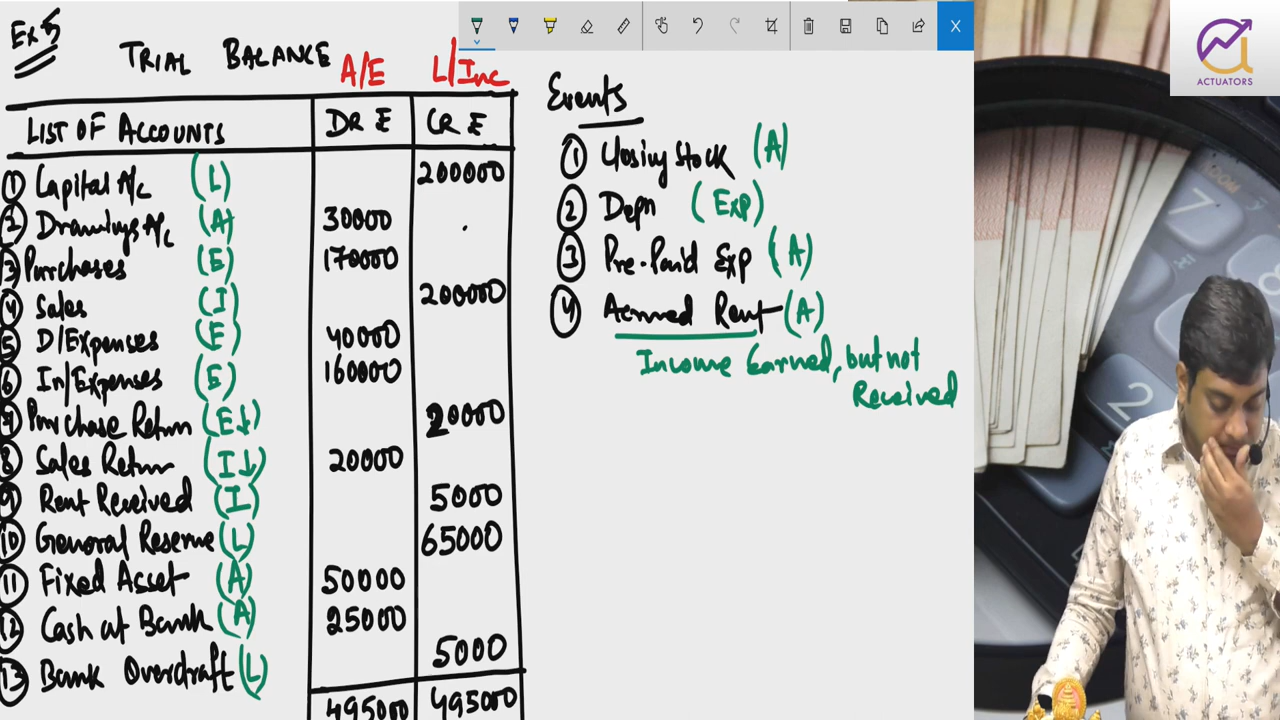 Ex 5
TRIAL BALANCE
A/E
L/Inc
LIST OF ACCOUNTS DR £ CR £
① Capital A/c (L) 200000
② Drawings A/c (A) 30000
③ Purchases (E) 170000
④ Sales (I) 200000
⑤ D/Expenses (E) 40000
⑥ In/Expenses (E) 160000
⑦ Purchase Return (E↓) 20000
⑧ Sales Return (I↓) 20000
⑨ Rent Received (I) 5000
⑩ General Reserve (L) 65000
⑪ Fixed Asset (A) 50000
⑫ Cash at Bank (A) 25000
⑬ Bank Overdraft (L) 5000
495000 495000
Events
① Closing Stock (A)
② Depn (Exp)
③ Pre-Paid Exp (A)
④ Accrued Rent (A)
Income Earned, but not
Received
ACTUATORS
7
2